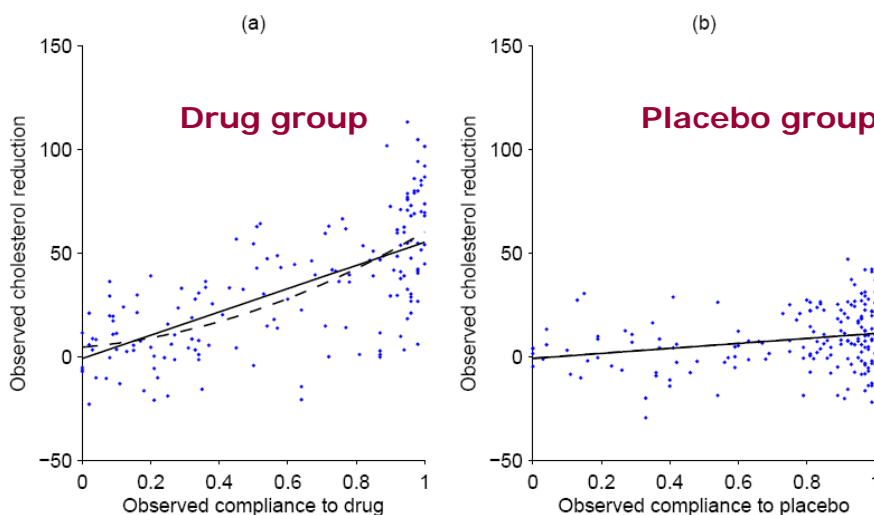 (a)
Drug group
Observed cholesterol reduction
150
100
50
0
−50
0
0.2
0.4
0.6
0.8
1
Observed compliance to drug
(b)
Placebo group
Observed cholesterol reduction
150
100
50
0
−50
0
0.2
0.4
0.6
0.8
1
Observed compliance to placebo